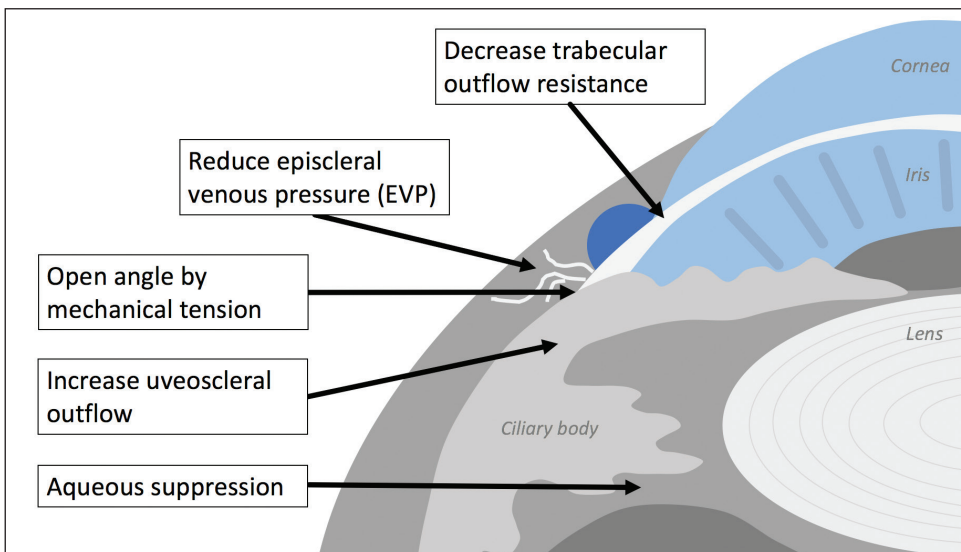 Decrease trabecular
outflow resistance
Cornea
Reduce episcleral
venous pressure (EVP)
Iris
Open angle by
mechanical tension
Lens
Increase uveoscleral
outflow
Ciliary body
Aqueous suppression